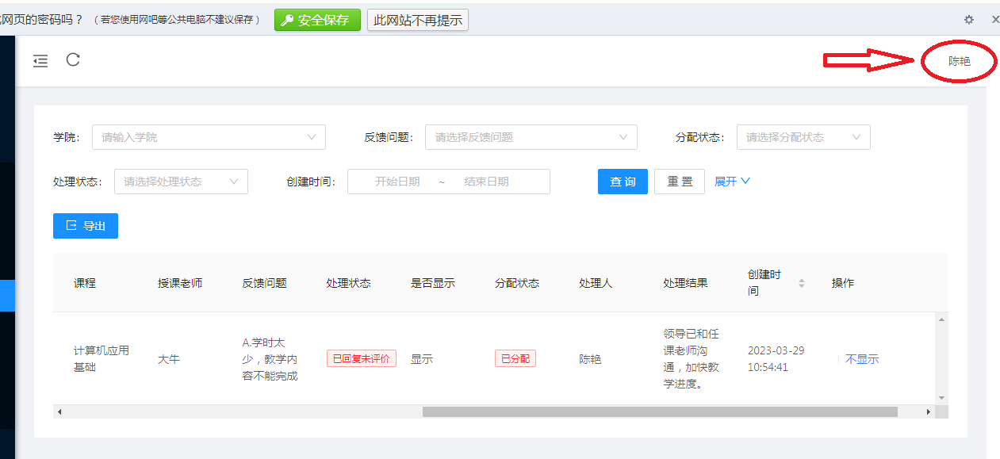 网页的密码吗？（若您使用网吧等公共电脑不建议保存） 安全保存 此网站不再提示
陈艳
学院： 请输入学院 反馈问题： 请选择反馈问题 分配状态： 请选择分配状态
处理状态： 请选择处理状态 创建时间： 开始日期 ~ 结束日期 查询 重置 展开
导出
课程 授课老师 反馈问题 处理状态 是否显示 分配状态 处理人 处理结果 创建时
间 操作
计算机应用
基础
大牛
A.学时太
少，教学内
容不能完成
已回复未评价
显示
已分配
陈艳
领导已和任
课老师沟
通，加快教
学进度。
2023-03-29
10:54:41
不显示